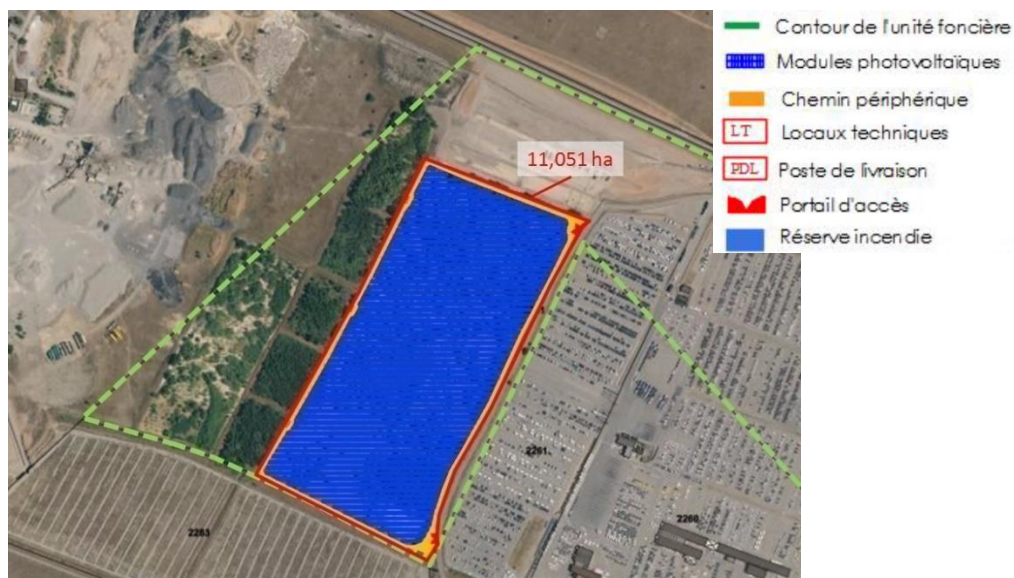 Contour de l'unité foncière
Modules photovoltaïques
Chemin périphérique
LT Locaux techniques
PDL Poste de livraison
Portail d'accès
Réserve incendie
11,051 ha
2261
2263
2260